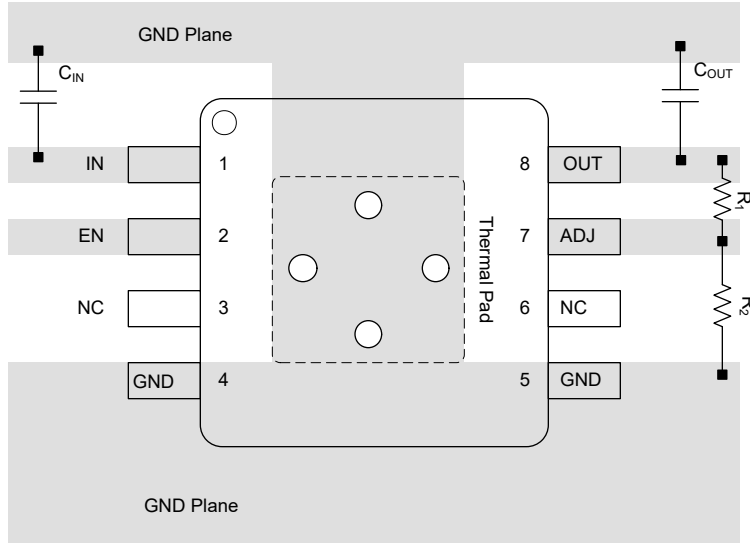 GND Plane
CIN
COUT
IN 1 8 OUT
R1
EN 2 7 ADJ
Thermal Pad
NC 3 6 NC
R2
GND 4 5 GND
GND Plane